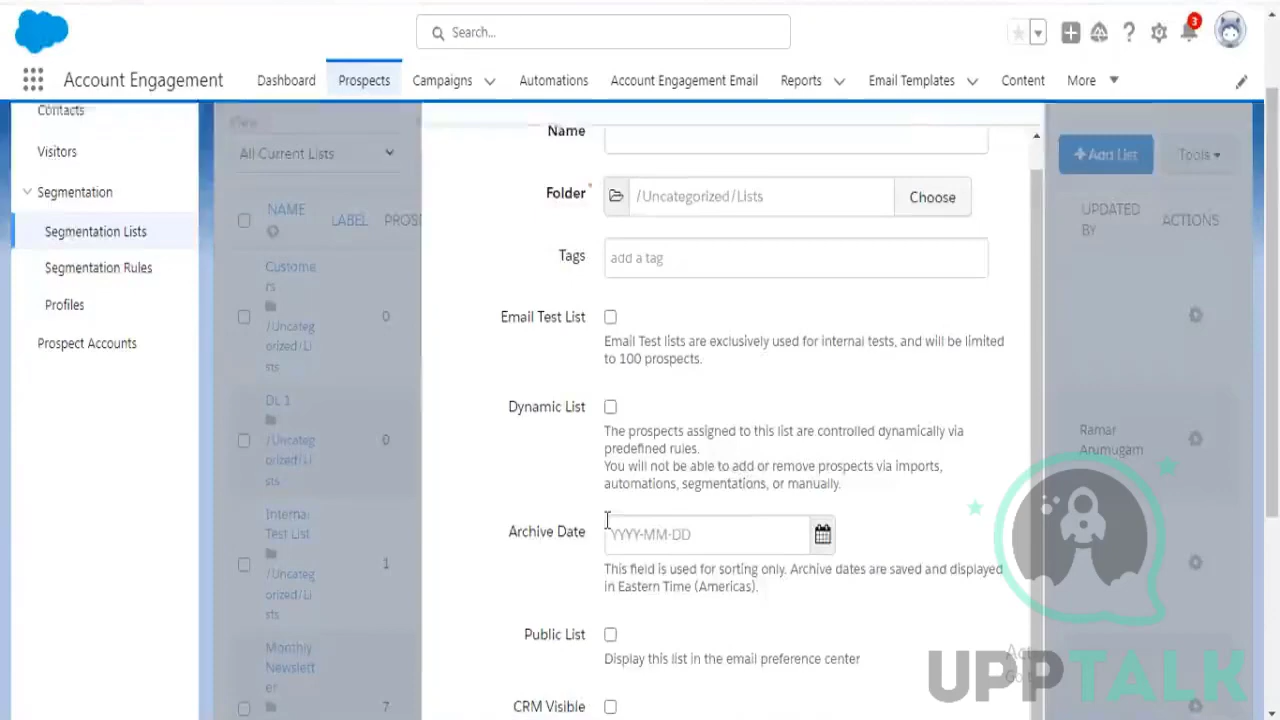 Search...
3
Account Engagement
Dashboard
Prospects
Campaigns
Automations
Account Engagement Email
Reports
Email Templates
Content
More
Contacts
Visitors
Segmentation
Segmentation Lists
Segmentation Rules
Profiles
Prospect Accounts
View
All Current Lists
NAME
LABEL
PROS
Custome
rs
/Uncateg
orized/Li
sts
0
DL 1
/Uncateg
orized/Li
sts
0
Internal
Test List
/Uncateg
orized/Li
sts
1
Monthly
Newslett
er
7
Name
Folder*
/Uncategorized/Lists
Choose
Tags
add a tag
Email Test List
Email Test lists are exclusively used for internal tests, and will be limited
to 100 prospects.
Dynamic List
The prospects assigned to this list are controlled dynamically via
predefined rules.
You will not be able to add or remove prospects via imports,
automations, segmentations, or manually.
Archive Date
YYYY-MM-DD
This field is used for sorting only. Archive dates are saved and displayed
in Eastern Time (Americas).
Public List
Display this list in the email preference center
CRM Visible
+ Add List
Tools
UPDATED
BY
ACTIONS
Ramar
Arumugam
UPPTALK